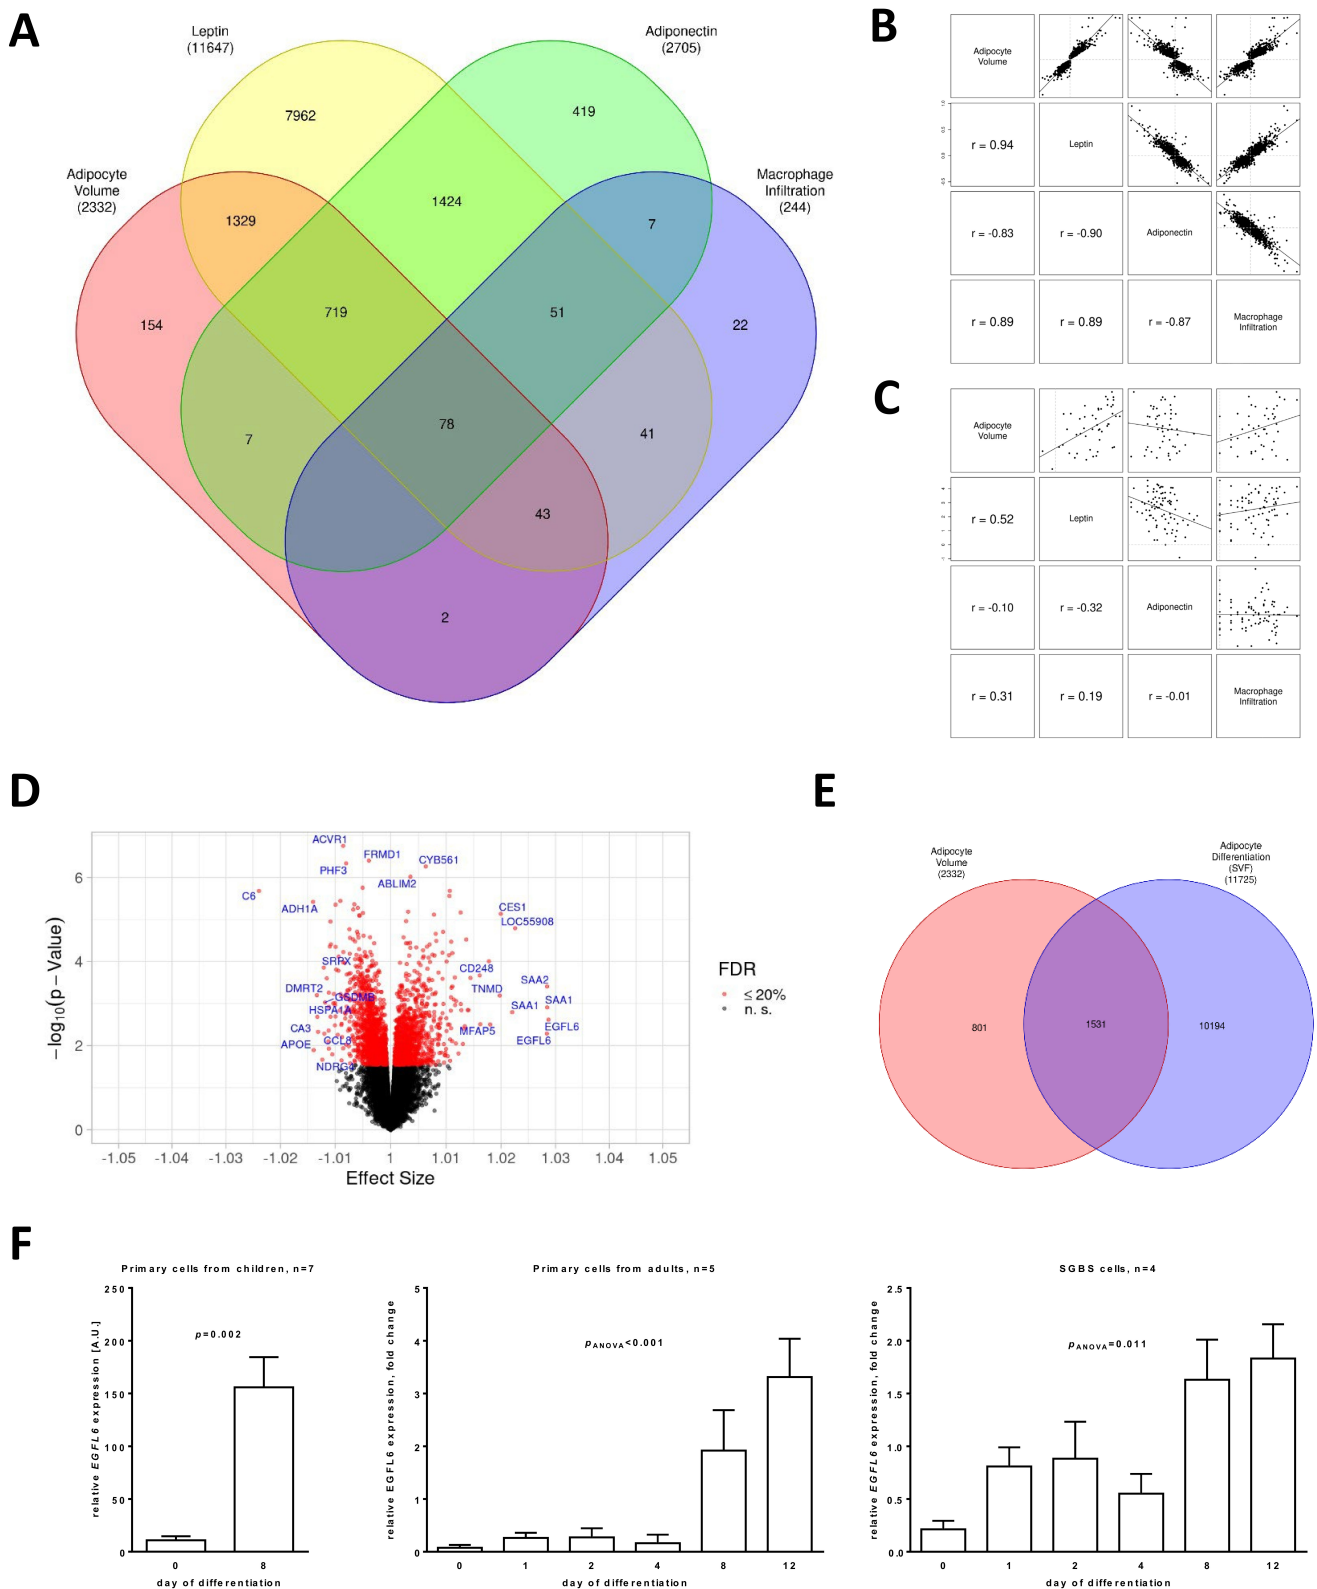 A
Leptin
(11647)
Adiponectin
(2705)
Adipocyte
Volume
(2332)
Macrophage
Infiltration
(244)
7962
419
1329
1424
7
154
719
51
22
7
78
41
43
2
B
Adipocyte
Volume
r = 0.94
Leptin
r = -0.83
r = -0.90
Adiponectin
r = 0.89
r = 0.89
r = -0.87
Macrophage
Infiltration
C
Adipocyte
Volume
r = 0.52
Leptin
r = -0.10
r = -0.32
Adiponectin
r = 0.31
r = 0.19
r = -0.01
Macrophage
Infiltration
D
−log10(p − Value)
6
4
2
0
ACVR1
FRMD1
CYB561
PHF3
ABLIM2
C6
ADH1A
CES1
LOC55908
SRPX
CD248
SAA2
DMRT2
TNMD
GSDMB
SAA1
SAA1
HSPA1A
CA3
MFAP5
EGFL6
CCL8
APOE
EGFL6
NDRG4
-1.05 -1.04 -1.03 -1.02 -1.01 1 1.01 1.02 1.03 1.04 1.05
Effect Size
FDR
≤ 20%
n. s.
E
Adipocyte
Volume
(2332)
Adipocyte
Differentiation
(SVF)
(11725)
801
1531
10194
F
Primary cells from children, n=7
relative EGFL6 expression [A.U.]
250
200
150
100
50
0
p=0.002
0 8
day of differentiation
Primary cells from adults, n=5
relative EGFL6 expression, fold change
5
4
3
2
1
0
pANOVA<0.001
0 1 2 4 8 12
day of differentiation
SGBS cells, n=4
relative EGFL6 expression, fold change
2.5
2.0
1.5
1.0
0.5
0.0
pANOVA=0.011
0 1 2 4 8 12
day of differentiation